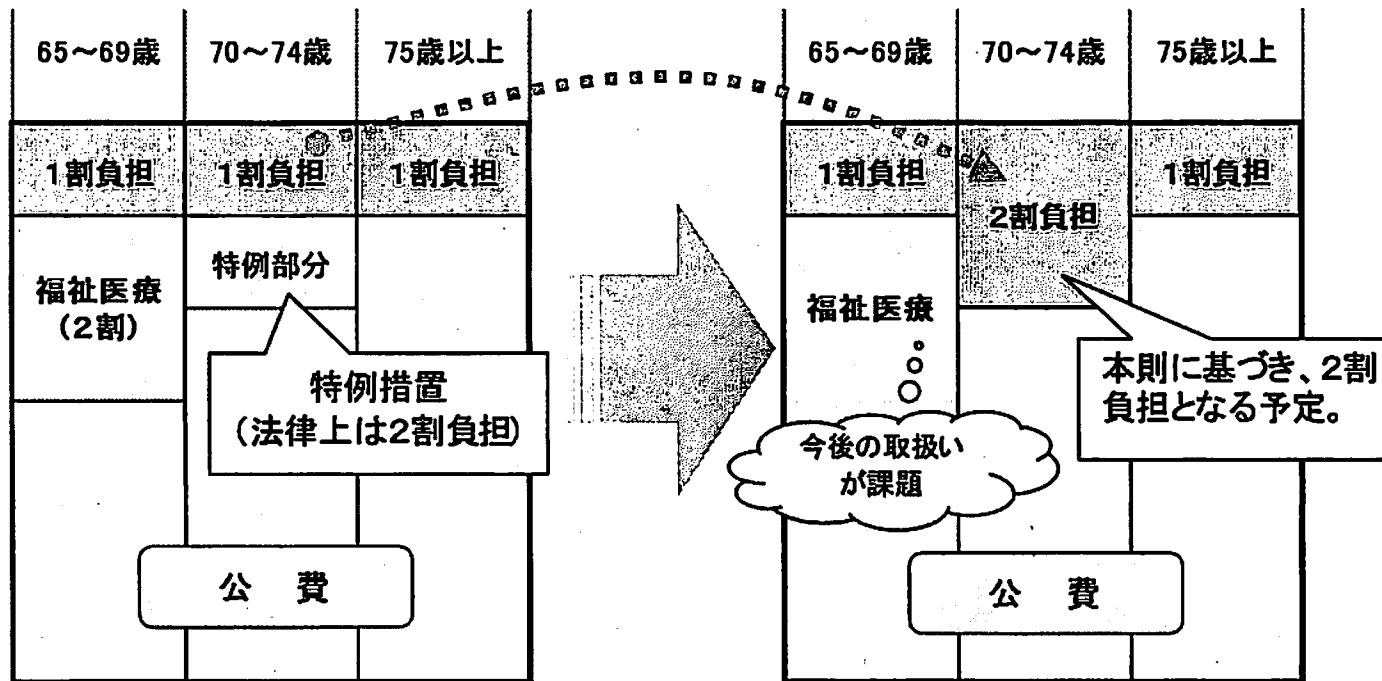 65～69歳
70～74歳
75歳以上
1割負担
1割負担
1割負担
福祉医療
(2割)
特例部分
特例措置
(法律上は2割負担)
公 費
65～69歳
70～74歳
75歳以上
1割負担
2割負担
1割負担
福祉医療
本則に基づき、2割
負担となる予定。
今後の取扱い
が課題
公 費